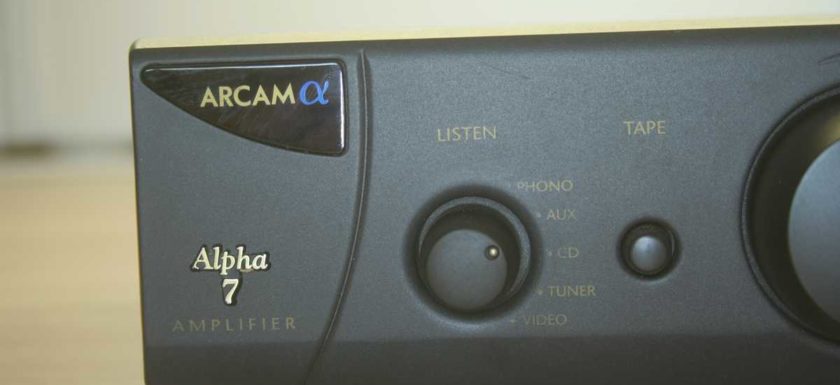 ARCAM α
LISTEN
TAPE
PHONO
AUX
CD
TUNER
VIDEO
Alpha
7
AMPLIFIER